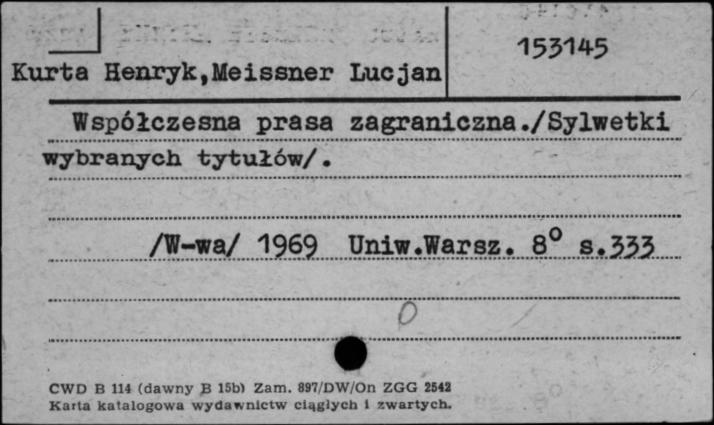 153145
Kurta Henryk,Meissner Lucjan
Współczesna prasa zagraniczna./Sylwetki
wybranych tytułów/.
/W-wa/ 1969 Uniw.Warsz. 8° s.333
0
CWD B 114 (dawny B 15b) Zam. 897/DW/On ZGG 2542
Karta katalogowa wydawnictw ciągłych i zwartych.